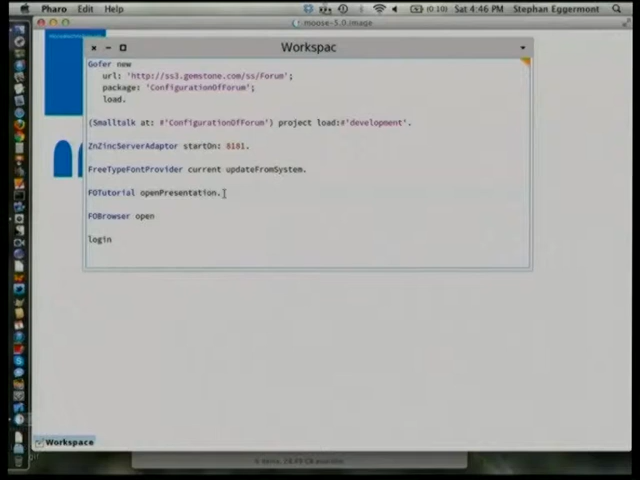 Pharo Edit Help (0:10) Sat 4:46 PM Stephan Eggermont
moose-5.0.image
Workspac
Gofer new
url: 'http://ss3.gemstone.com/ss/Forum';
package: 'ConfigurationOfForum';
load.
(Smalltalk at: #'ConfigurationOfForum') project load:#'development'.
ZnZincServerAdaptor startOn: 8181.
FreeTypeFontProvider current updateFromSystem.
FOTutorial openPresentation.
FOBrowser open
login
Workspace